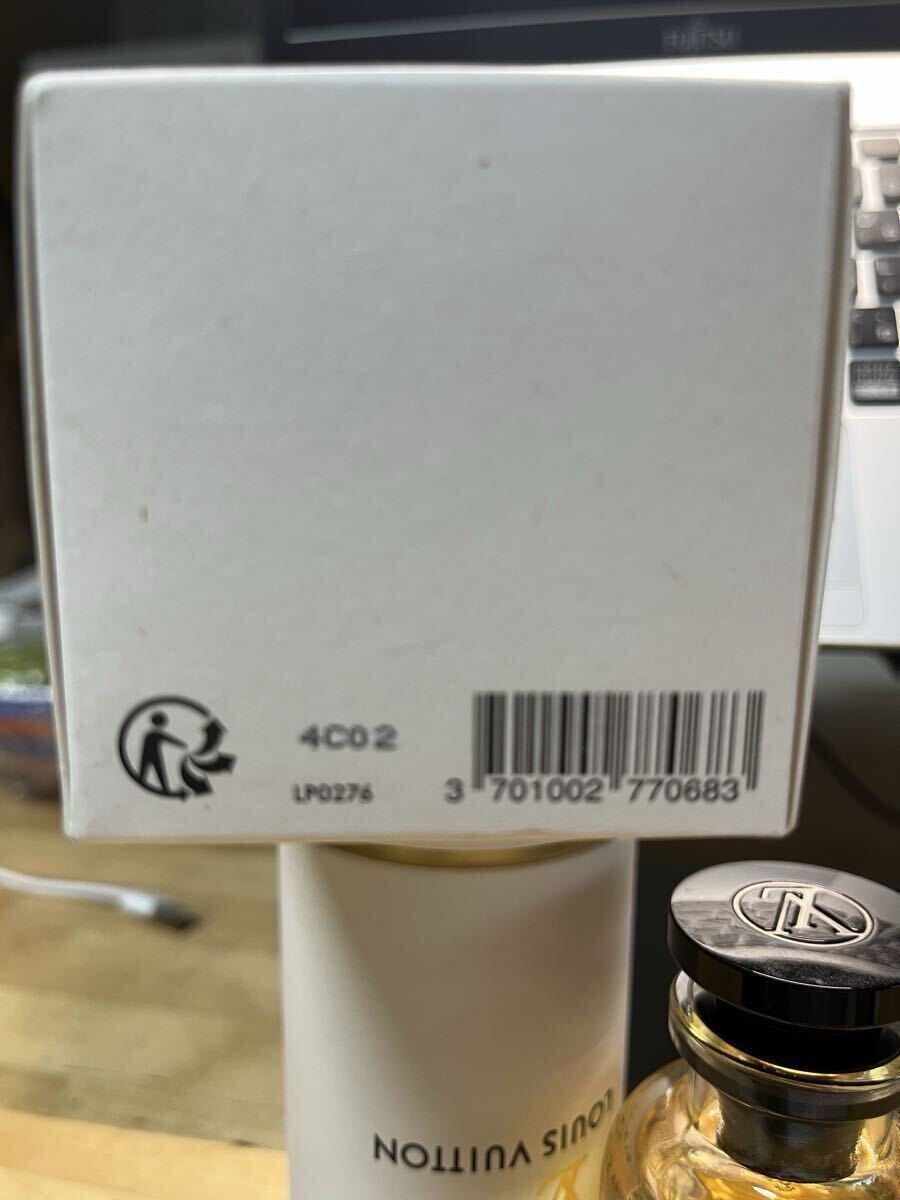 FUJITSU
4C02
LP0276
3 701002 770683
LOUIS VUITTON